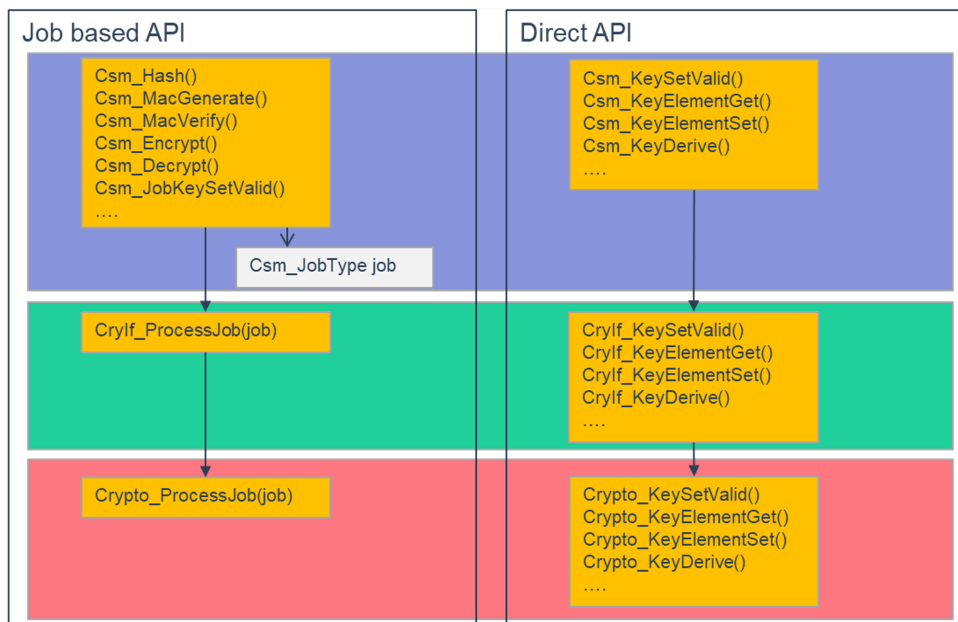 Job based API
Csm_Hash()
Csm_MacGenerate()
Csm_MacVerify()
Csm_Encrypt()
Csm_Decrypt()
Csm_JobKeySetValid()
....
Csm_JobType job
CryIf_ProcessJob(job)
Crypto_ProcessJob(job)
Direct API
Csm_KeySetValid()
Csm_KeyElementGet()
Csm_KeyElementSet()
Csm_KeyDerive()
....
CryIf_KeySetValid()
CryIf_KeyElementGet()
CryIf_KeyElementSet()
CryIf_KeyDerive()
....
Crypto_KeySetValid()
Crypto_KeyElementGet()
Crypto_KeyElementSet()
Crypto_KeyDerive()
....